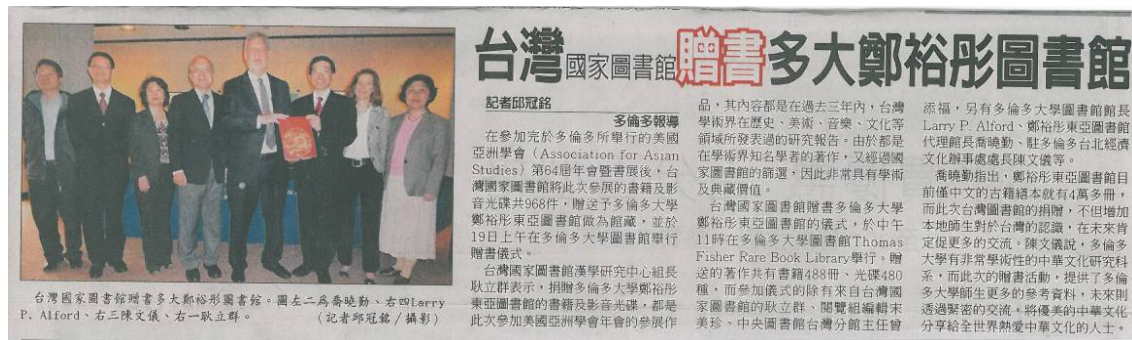 台灣國家圖書館贈書多大鄭裕彤圖書館
記者邱冠銘
多倫多報導
在參加完於多倫多所舉行的美國
亞洲學會（Association for Asian
Studies）第64屆年會暨書展後，台
灣國家圖書館將此次參展的書籍及影
音光碟共968件，贈送予多倫多大學
鄭裕彤東亞圖書館做為館藏，並於
19日上午在多倫多大學圖書館舉行
贈書儀式。
台灣國家圖書館漢學研究中心組長
耿立群表示，捐贈多倫多大學鄭裕彤
東亞圖書館的書籍及影音光碟，都是
此次參加美國亞洲學會年會的參展作
品，其內容都是在過去三年內，台灣
學術界在歷史、美術、音樂、文化等
領域所發表過的研究報告。由於都是
在學術界知名學者的著作，又經過國
家圖書館的篩選，因此非常具有學術
及典藏價值。
台灣國家圖書館贈書多倫多大學
鄭裕彤東亞圖書館的儀式，於中午
11時在多倫多大學圖書館Thomas
Fisher Rare Book Library舉行。贈
送的著作共有書籍488冊、光碟480
種，而參加儀式的除有來自台灣國
家圖書館的耿立群、閱覽組編輯宋
美珍、中央圖書館台灣分館主任曾
添福，另有多倫多大學圖書館館長
Larry P. Alford、鄭裕彤東亞圖書館
代理館長喬曉勤、駐多倫多台北經濟
文化辦事處處長陳文儀等。
喬曉勤指出，鄭裕彤東亞圖書館目
前僅中文的古籍繕本就有4萬多冊，
而此次台灣圖書館的捐贈，不但增加
本地師生對於台灣的認識，在未來肯
定促更多的交流。陳文儀說，多倫多
大學有非常學術性的中華文化研究科
系，而此次的贈書活動，提供了多倫
多大學師生更多的參考資料，未來則
透過緊密的交流，將優美的中華文化
分享給全世界熱愛中華文化的人士。
台灣國家圖書館贈書多大鄭裕彤圖書館。圖左二為喬曉勤、右四Larry
P. Alford、右三陳文儀、右一耿立群。 （記者邱冠銘／攝影）